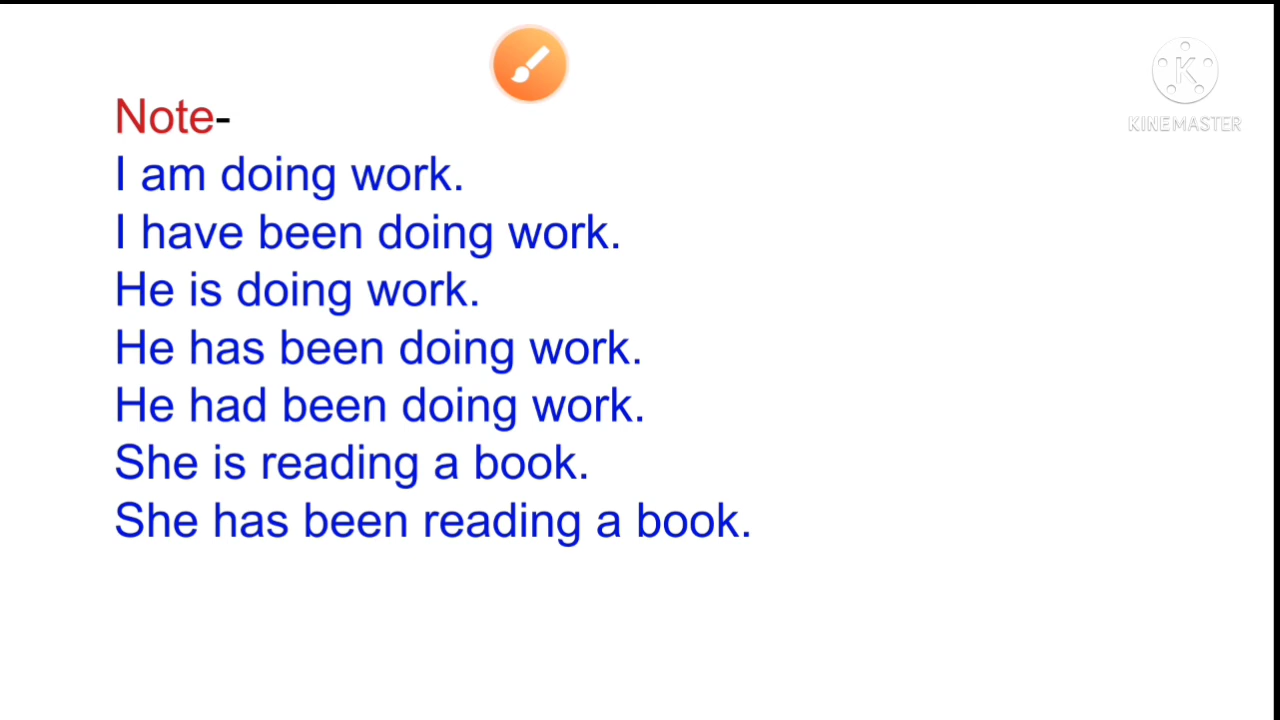 KINEMASTER
Note-
I am doing work.
I have been doing work.
He is doing work.
He has been doing work.
He had been doing work.
She is reading a book.
She has been reading a book.